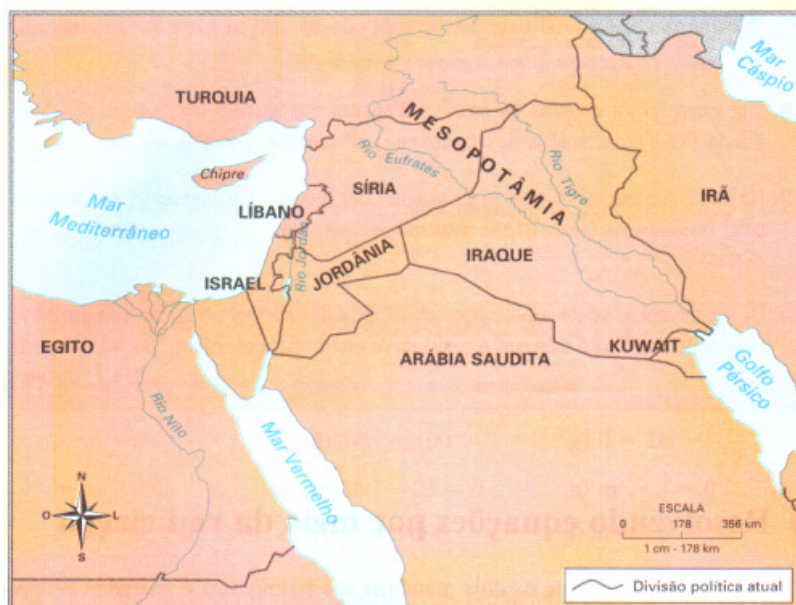 Mar
Cáspio
TURQUIA
MESOPOTÂMIA
Rio Eufrates
Rio Tigre
Chipre
SÍRIA
IRÃ
Mar
Mediterrâneo
LÍBANO
Rio Jordão
JORDÂNIA
IRAQUE
ISRAEL
EGITO
ARÁBIA SAUDITA
KUWAIT
Golfo
Pérsico
Rio Nilo
Mar Vermelho
N
O
L
S
ESCALA
0 178 356 km
1 cm - 178 km
Divisão política atual